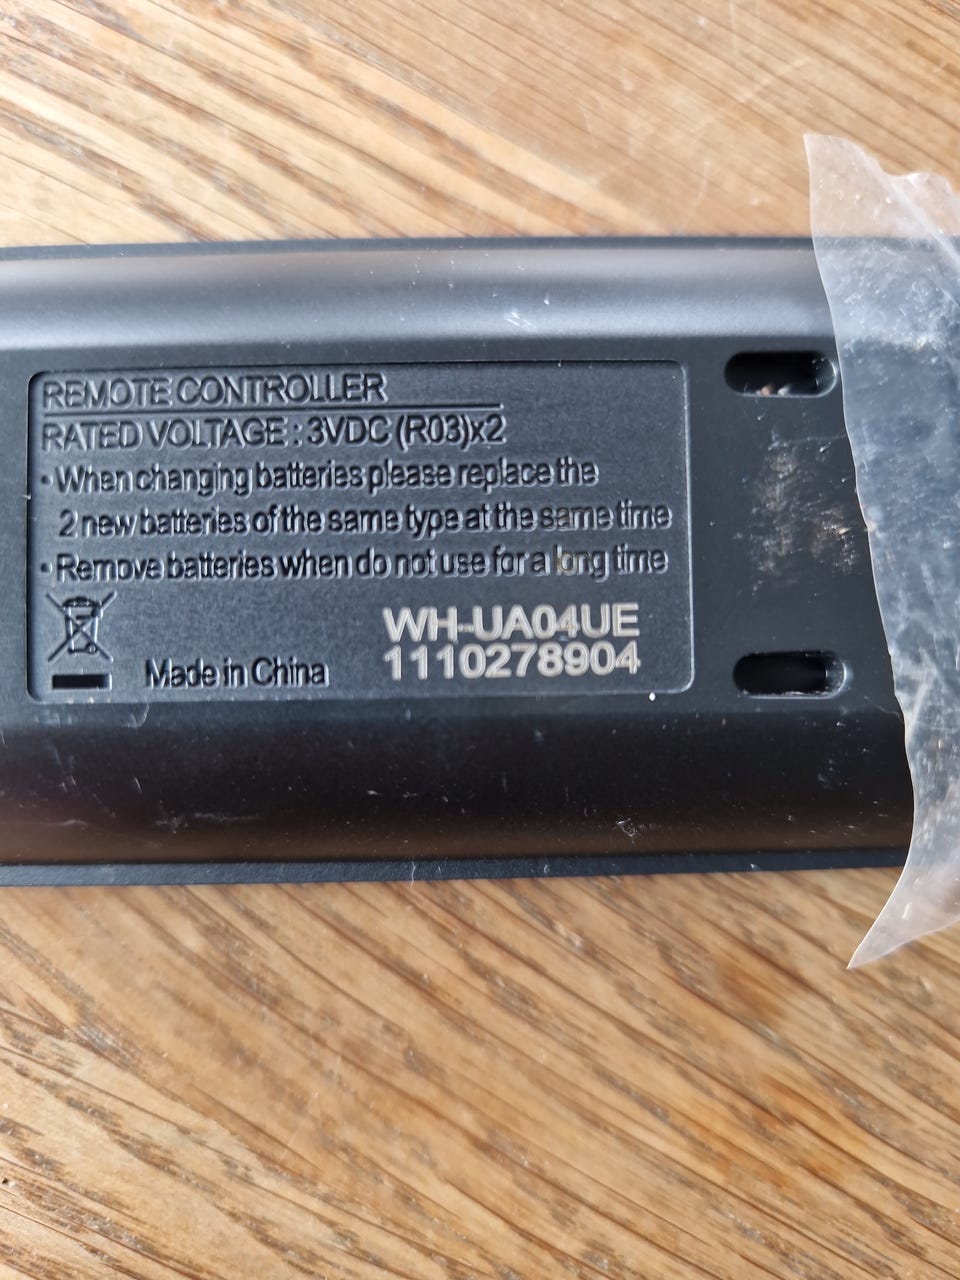 REMOTE CONTROLLER
RATED VOLTAGE : 3VDC (R03)x2
• When changing batteries please replace the
2 new batteries of the same type at the same time
• Remove batteries when do not use for a long time
WH-UA04UE
Made in China 1110278904